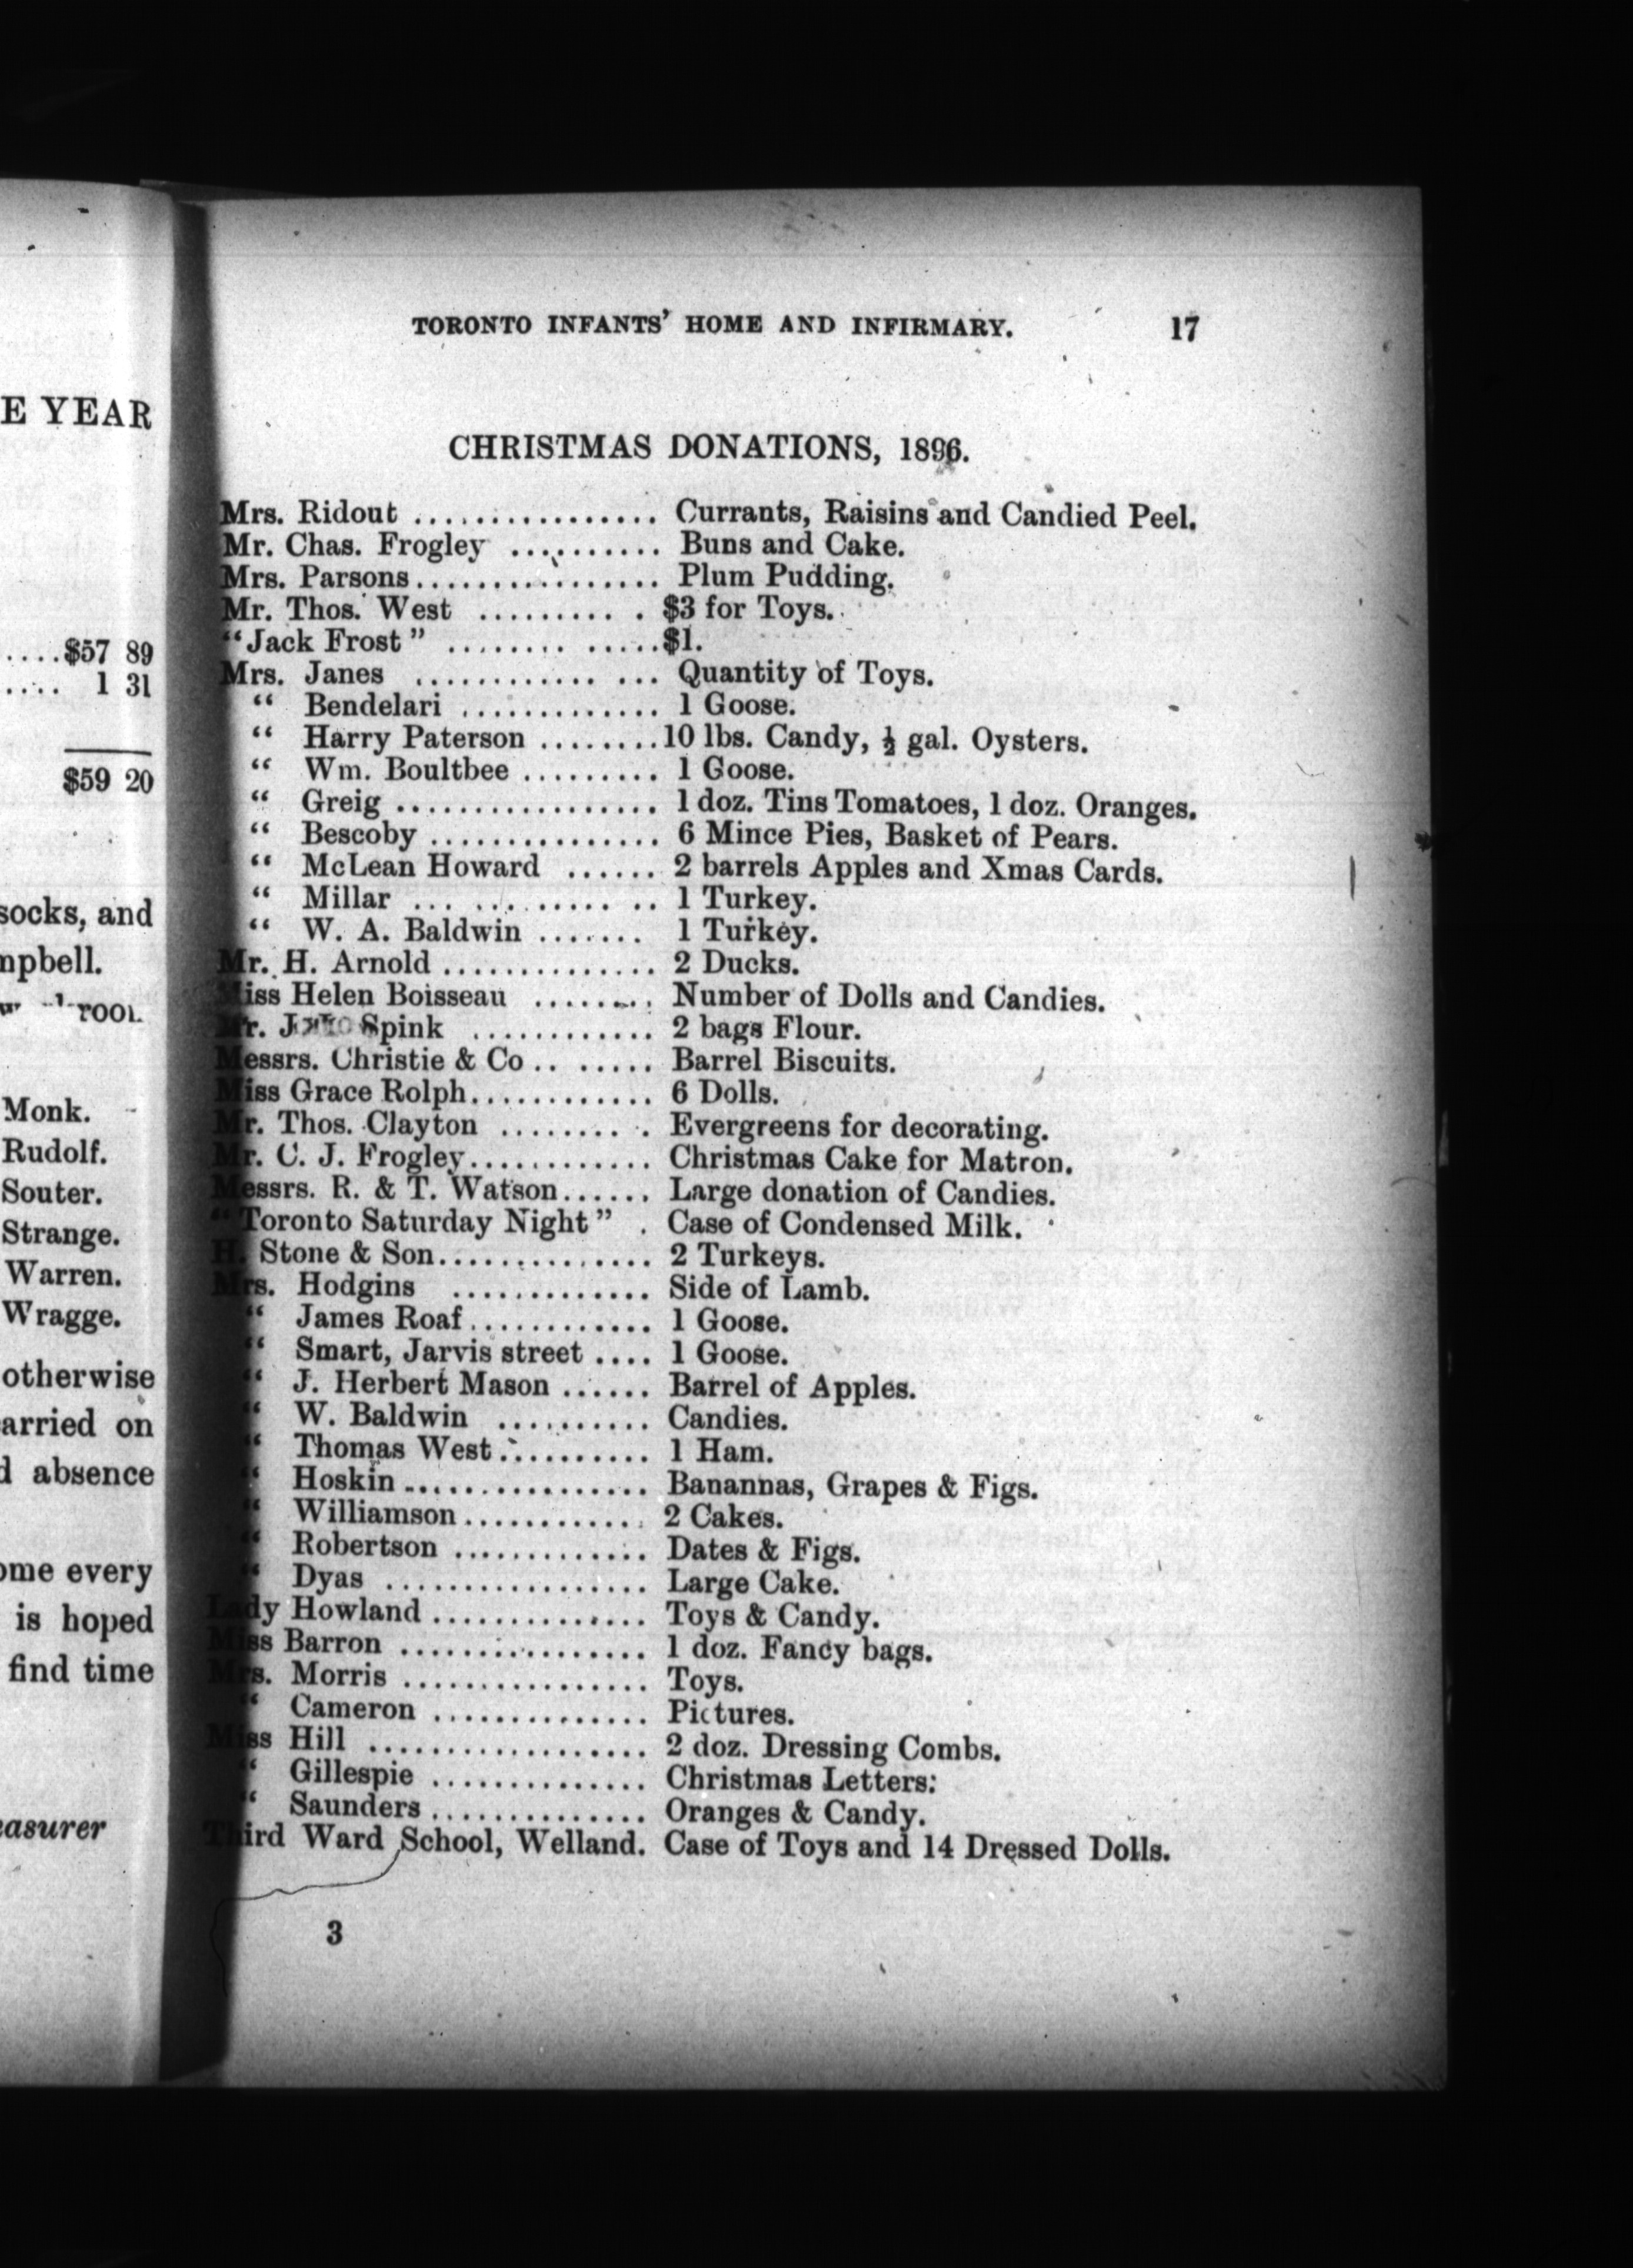 E YEAR
....$57 89
.... 1 31
$59 20
socks, and
mpbell.
Monk.
Rudolf.
Souter.
Strange.
Warren.
Wragge.
otherwise
arried on
d absence
ome every
is hoped
find time
easurer
TORONTO INFANTS' HOME AND INFIRMARY. 17
CHRISTMAS DONATIONS, 1896.
Mrs. Ridout ................ Currants, Raisins and Candied Peel.
Mr. Chas. Frogley .......... Buns and Cake.
Mrs. Parsons................ Plum Pudding.
Mr. Thos. West .......... $3 for Toys.
"Jack Frost" ............. $1.
Mrs. Janes ............... Quantity of Toys.
" Bendelari ............. 1 Goose.
" Harry Paterson ........ 10 lbs. Candy, ½ gal. Oysters.
" Wm. Boultbee ......... 1 Goose.
" Greig ................. 1 doz. Tins Tomatoes, 1 doz. Oranges.
" Bescoby ............... 6 Mince Pies, Basket of Pears.
" McLean Howard ...... 2 barrels Apples and Xmas Cards.
" Millar ................ 1 Turkey.
" W. A. Baldwin ....... 1 Turkey.
Mr. H. Arnold .............. 2 Ducks.
Miss Helen Boisseau ........ Number of Dolls and Candies.
Mr. Spink ............ 2 bags Flour.
Messrs. Christie & Co....... Barrel Biscuits.
Miss Grace Rolph............ 6 Dolls.
Mr. Thos. Clayton .......... Evergreens for decorating.
Mr. C. J. Frogley............ Christmas Cake for Matron.
Messrs. R. & T. Watson...... Large donation of Candies.
"Toronto Saturday Night" . Case of Condensed Milk.
H. Stone & Son.............. 2 Turkeys.
Mrs. Hodgins ............. Side of Lamb.
" James Roaf............ 1 Goose.
" Smart, Jarvis street .... 1 Goose.
" J. Herbert Mason ...... Barrel of Apples.
" W. Baldwin .......... Candies.
" Thomas West.......... 1 Ham.
" Hoskin ................ Banannas, Grapes & Figs.
" Williamson............ 2 Cakes.
" Robertson ............. Dates & Figs.
" Dyas ................. Large Cake.
Lady Howland .............. Toys & Candy.
Miss Barron ................ 1 doz. Fancy bags.
Mrs. Morris ................ Toys.
" Cameron .............. Pictures.
Miss Hill .................. 2 doz. Dressing Combs.
" Gillespie .............. Christmas Letters.
" Saunders .............. Oranges & Candy.
Third Ward School, Welland. Case of Toys and 14 Dressed Dolls.
3